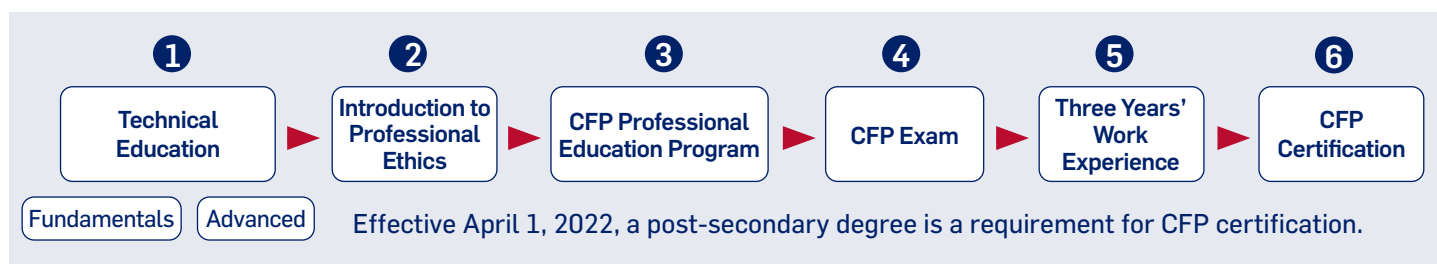 1
2
3
4
5
6
Technical
Education
Introduction to
Professional
Ethics
CFP Professional
Education Program
CFP Exam
Three Years’
Work
Experience
CFP
Certification
Fundamentals
Advanced
Effective April 1, 2022, a post-secondary degree is a requirement for CFP certification.